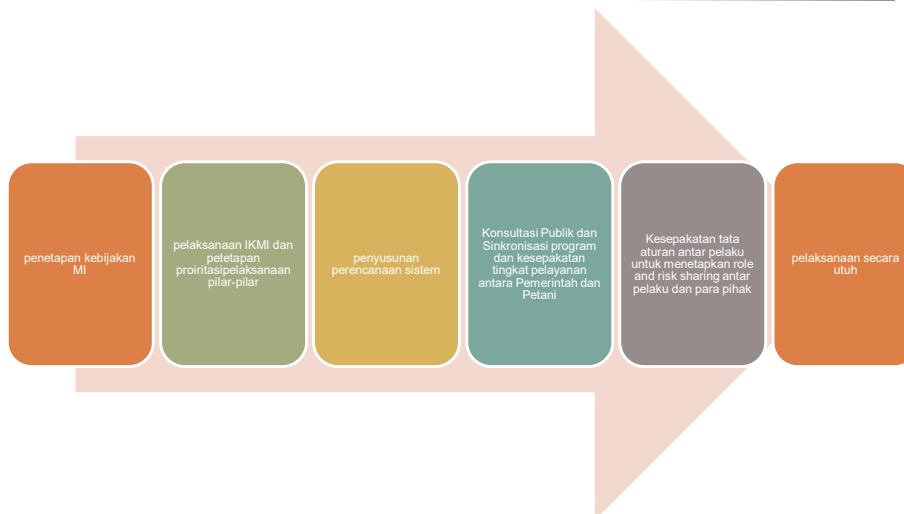 penetapan kebijakan
MI
pelaksanaan IKMI dan
petetapan
proiritasipelaksanaan
pilar-pilar
penyusunan
perencanaan sistem
Konsultasi Publik dan
Sinkronisasi program
dan kesepakatan
tingkat pelayanan
antara Pemerintah dan
Petani
Kesepakatan tata
aturan antar pelaku
untuk menetapkan role
and risk sharing antar
pelaku dan para pihak
pelaksanaan secara
utuh